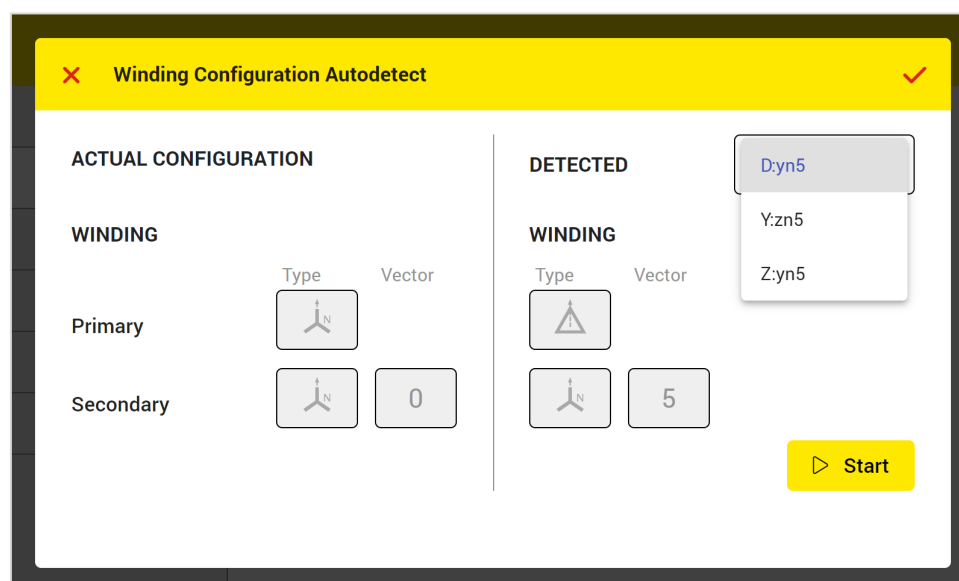 Winding Configuration Autodetect
ACTUAL CONFIGURATION
WINDING
Type Vector
Primary N
Secondary N 0
DETECTED D:yn5
Y:zn5
Z:yn5
WINDING
Type Vector
N 5
Start